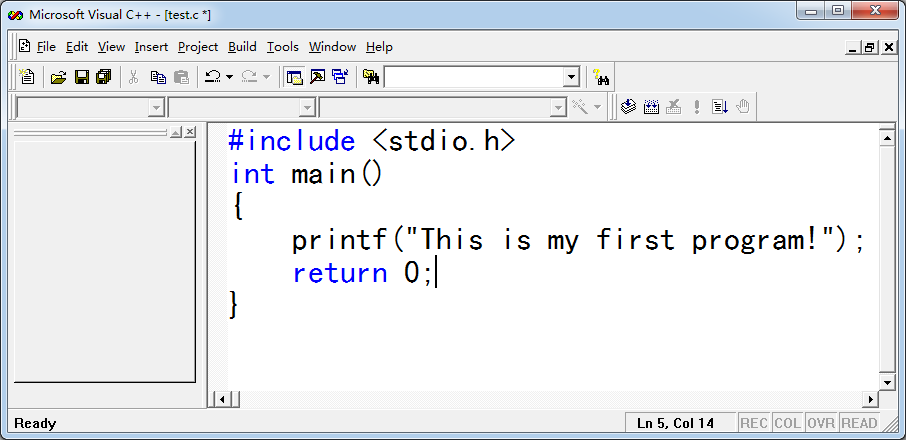 Microsoft Visual C++ - [test.c *]
File Edit View Insert Project Build Tools Window Help
#include <stdio.h>
int main()
{
    printf("This is my first program!");
    return 0;
}
Ready Ln 5, Col 14 REC COL OVR READ